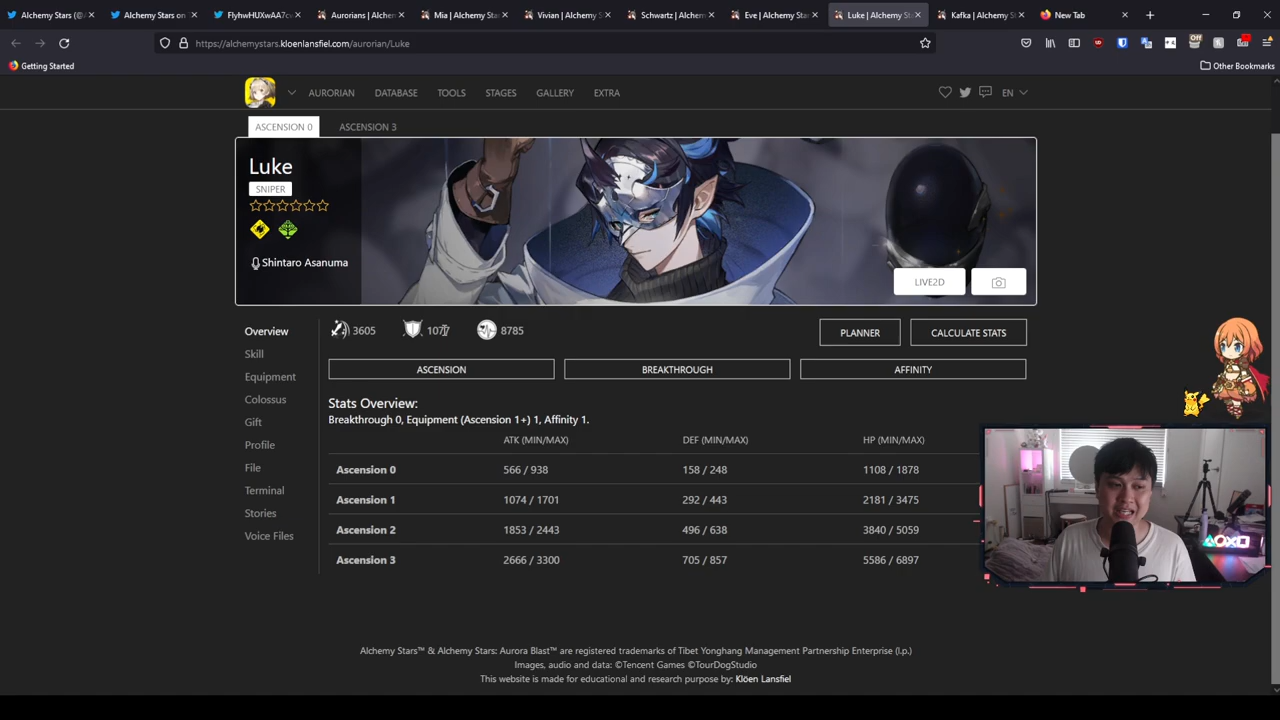 Alchemy Stars (@A
Alchemy Stars on
FlyhwHUXwAA7c
Aurorians | Alchem
Mia | Alchemy Star
Vivian | Alchemy S
Schwartz | Alchem
Eve | Alchemy Star
Luke | Alchemy St
Kafka | Alchemy S
New Tab
https://alchemystars.kloenlansfiel.com/aurorian/Luke
Off
Getting Started
Other Bookmarks
AURORIAN DATABASE TOOLS STAGES GALLERY EXTRA EN
ASCENSION 0 ASCENSION 3
Luke
SNIPER
Shintaro Asanuma
LIVE2D
Overview
Skill
Equipment
Colossus
Gift
Profile
File
Terminal
Stories
Voice Files
3605 8785
PLANNER CALCULATE STATS
ASCENSION BREAKTHROUGH AFFINITY
Stats Overview:
Breakthrough 0, Equipment (Ascension 1+) 1, Affinity 1.
ATK (MIN/MAX) DEF (MIN/MAX) HP (MIN/MAX)
Ascension 0 566 / 938 158 / 248 1108 / 1878
Ascension 1 1074 / 1701 292 / 443 2181 / 3475
Ascension 2 1853 / 2443 496 / 638 3840 / 5059
Ascension 3 2666 / 3300 705 / 857 5586 / 6897
Alchemy Stars™ & Alchemy Stars: Aurora Blast™ are registered trademarks of Tibet Yonghang Management Partnership Enterprise (l.p.)
Images, audio and data: ©Tencent Games ©TourDogStudio
This website is made for educational and research purpose by: Klöen Lansfiel